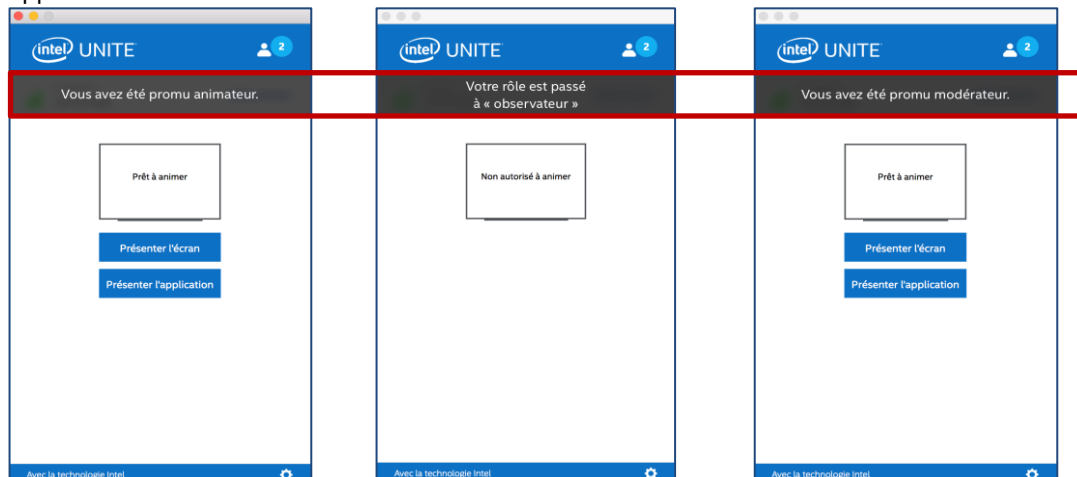 intel UNITE
2
Vous avez été promu animateur.
Prêt à animer
Présenter l'écran
Présenter l'application
Avec la technologie Intel
intel UNITE
2
Votre rôle est passé
à « observateur »
Non autorisé à animer
Avec la technologie Intel
intel UNITE
2
Vous avez été promu modérateur.
Prêt à animer
Présenter l'écran
Présenter l'application
Avec la technologie Intel